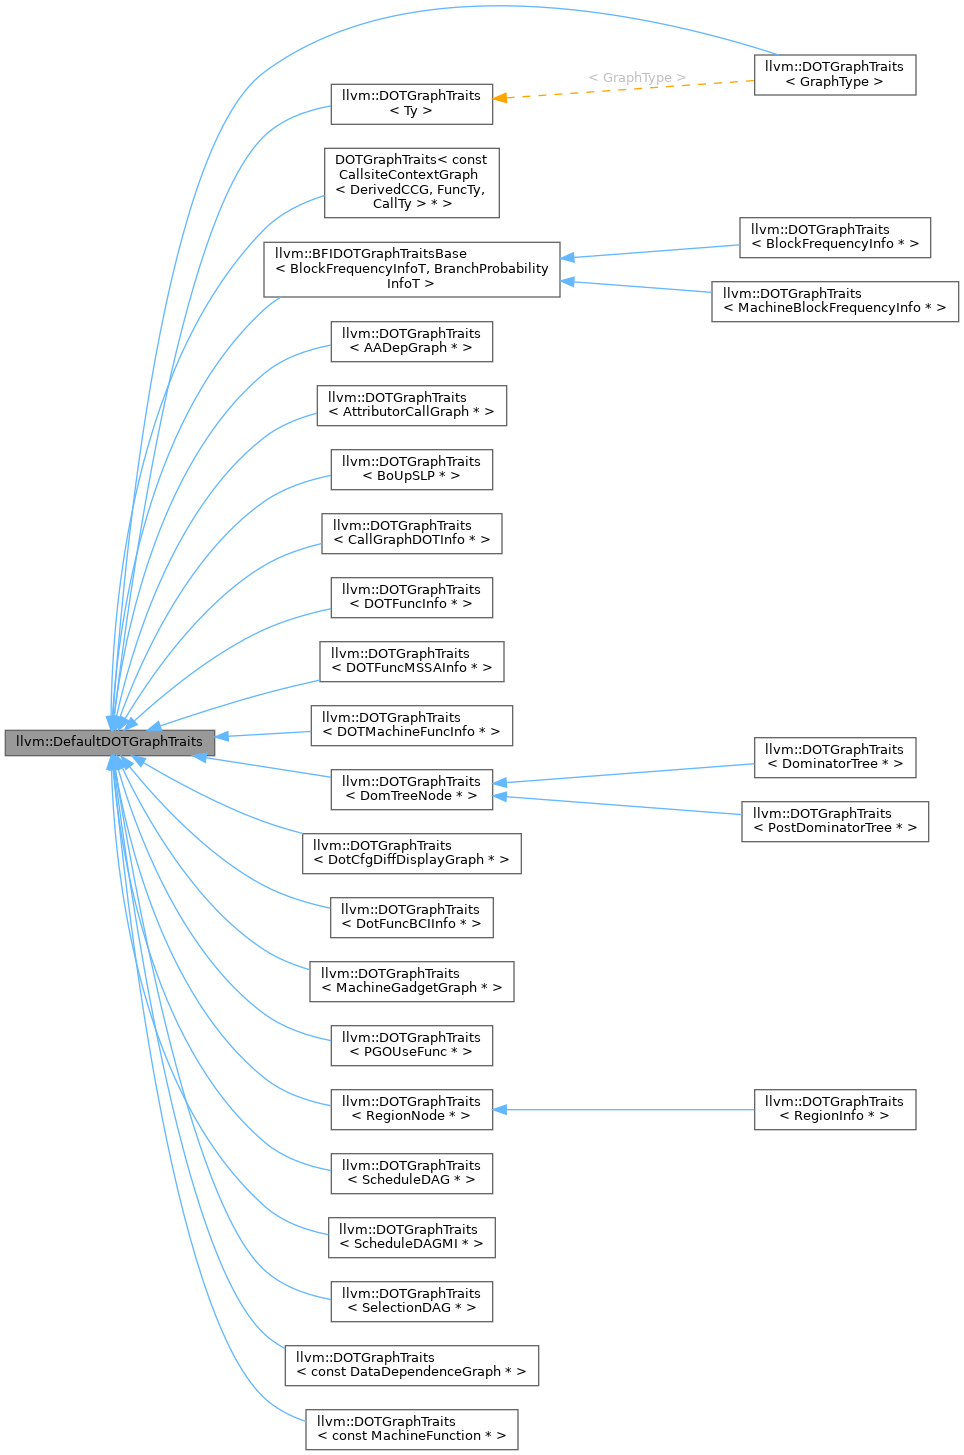 llvm::DOTGraphTraits
< GraphType >
< GraphType >
llvm::DOTGraphTraits
< Ty >
DOTGraphTraits< const
CallsiteContextGraph
< DerivedCCG, FuncTy,
CallTy > * >
llvm::DOTGraphTraits
< BlockFrequencyInfo * >
llvm::BFIDOTGraphTraitsBase
< BlockFrequencyInfoT, BranchProbability
InfoT >
llvm::DOTGraphTraits
< MachineBlockFrequencyInfo * >
llvm::DOTGraphTraits
< AADepGraph * >
llvm::DOTGraphTraits
< AttributorCallGraph * >
llvm::DOTGraphTraits
< BoUpSLP * >
llvm::DOTGraphTraits
< CallGraphDOTInfo * >
llvm::DOTGraphTraits
< DOTFuncInfo * >
llvm::DOTGraphTraits
< DOTFuncMSSAInfo * >
llvm::DefaultDOTGraphTraits
llvm::DOTGraphTraits
< DOTMachineFuncInfo * >
llvm::DOTGraphTraits
< DominatorTree * >
llvm::DOTGraphTraits
< DomTreeNode * >
llvm::DOTGraphTraits
< PostDominatorTree * >
llvm::DOTGraphTraits
< DotCfgDiffDisplayGraph * >
llvm::DOTGraphTraits
< DotFuncBCIInfo * >
llvm::DOTGraphTraits
< MachineGadgetGraph * >
llvm::DOTGraphTraits
< PGOUseFunc * >
llvm::DOTGraphTraits
< RegionNode * >
llvm::DOTGraphTraits
< RegionInfo * >
llvm::DOTGraphTraits
< ScheduleDAG * >
llvm::DOTGraphTraits
< ScheduleDAGMI * >
llvm::DOTGraphTraits
< SelectionDAG * >
llvm::DOTGraphTraits
< const DataDependenceGraph * >
llvm::DOTGraphTraits
< const MachineFunction * >